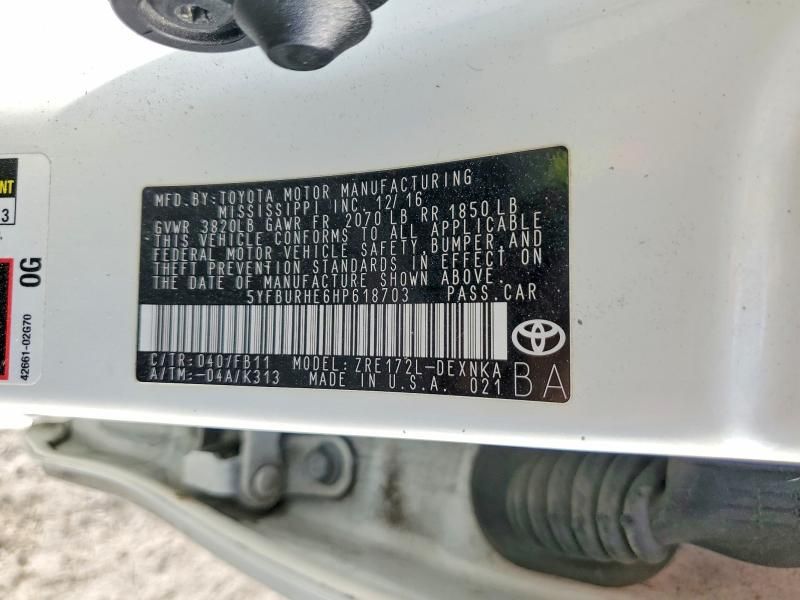 MFD.BY:TOYOTA MOTOR MANUFACTURING
MISSISSIPPI INC. 12/16
GVWR 3820LB GAWR FR 2070 LB RR 1850 LB
THIS VEHICLE CONFORMS TO ALL APPLICABLE
FEDERAL MOTOR VEHICLE SAFETY, BUMPER, AND
THEFT PREVENTION STANDARDS IN EFFECT ON
THE DATE OF MANUFACTURE SHOWN ABOVE.
5YFBURHE6HP618703 PASS.CAR
C/TR:040/FB11 MODEL:ZRE172L-DEXNKA
A/TM:-04A/K313 MADE IN U.S.A. 021
BA
3
0G
42661-02G70